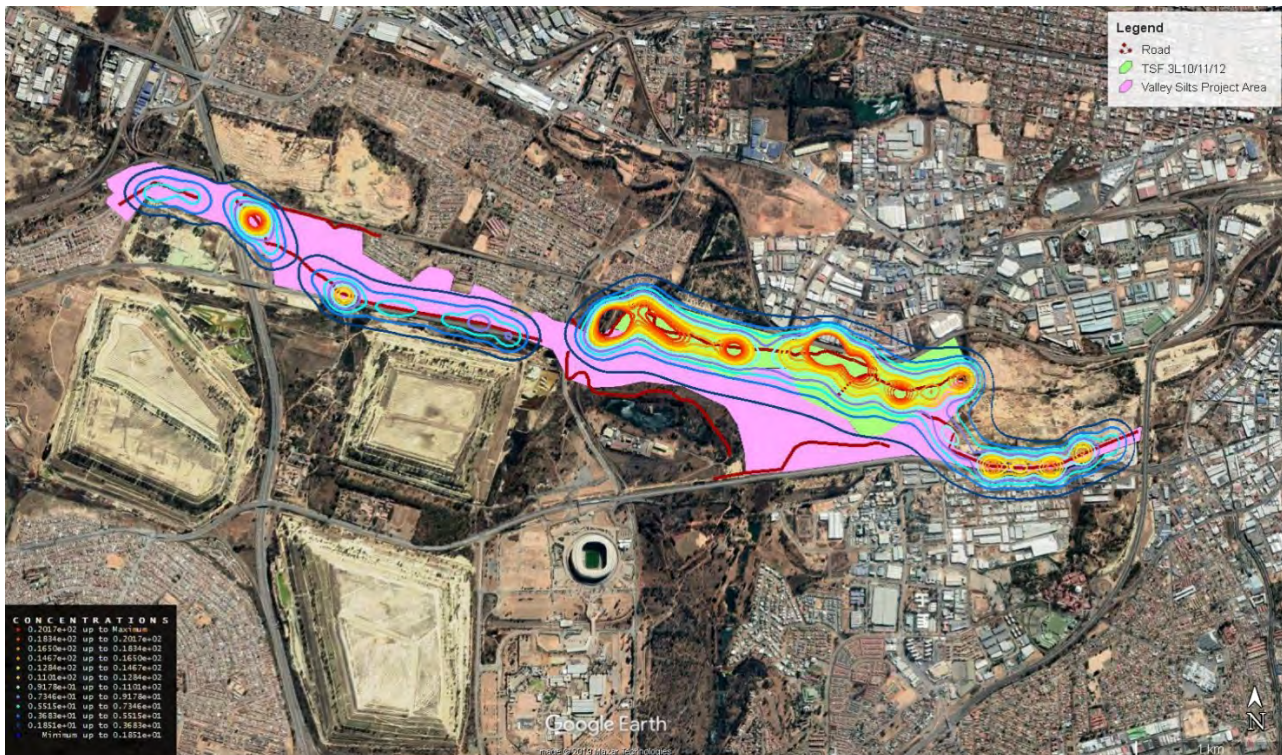 Legend
Road
TSF 3L10/11/12
Valley Silts Project Area
CONCENTRATIONS
0.2017e+02 up to Maximum
0.1834e+02 up to 0.2017e+02
0.1650e+02 up to 0.1834e+02
0.1467e+02 up to 0.1650e+02
0.1284e+02 up to 0.1467e+02
0.1101e+02 up to 0.1284e+02
0.9178e+01 up to 0.1101e+02
0.7346e+01 up to 0.9178e+01
0.5515e+01 up to 0.7346e+01
0.3683e+01 up to 0.5515e+01
0.1851e+01 up to 0.3683e+01
Minimum up to 0.1851e+01
Google Earth
Technologies
N
1 km